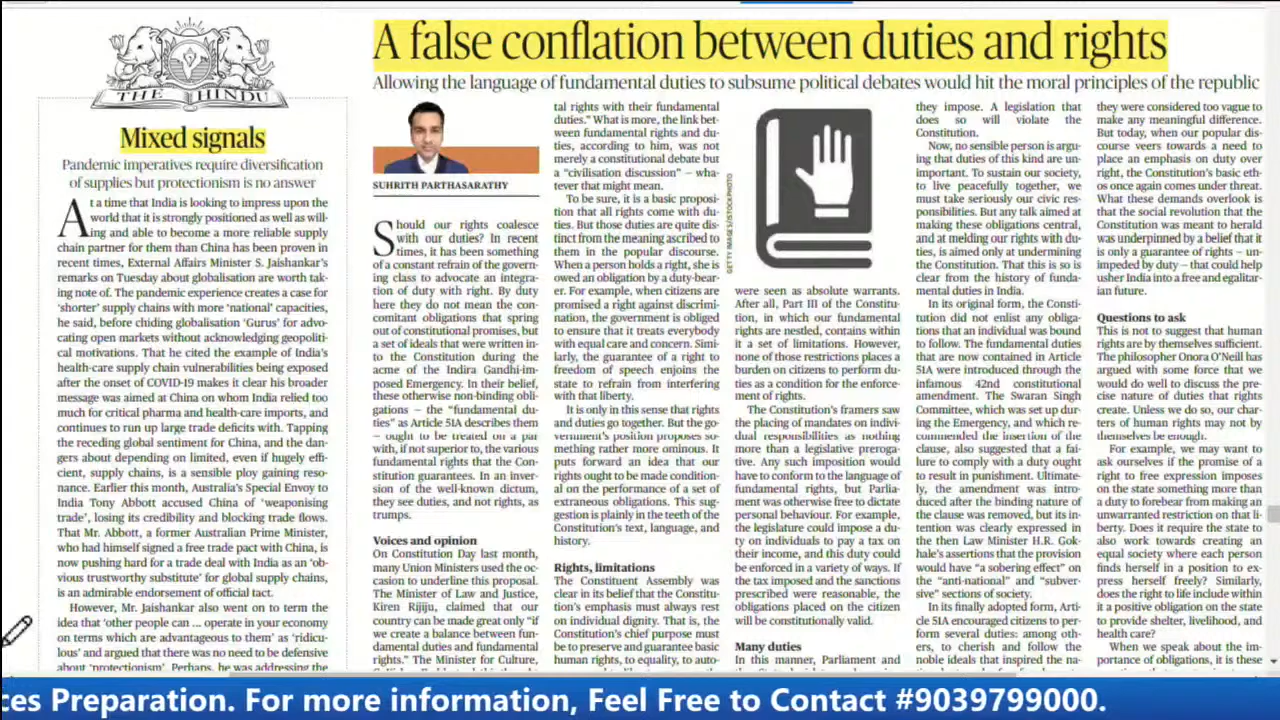 THE HINDU
Mixed signals
Pandemic imperatives require diversification
of supplies but protectionism is no answer
At a time that India is looking to impress upon the
world that it is strongly positioned as well as will-
ing and able to become a more reliable supply
chain partner for them than China has been proven in
recent times, External Affairs Minister S. Jaishankar's
remarks on Tuesday about globalisation are worth tak-
ing note of. The pandemic experience creates a case for
'shorter' supply chains with more 'national' capacities,
he said, before chiding globalisation 'Gurus' for advo-
cating open markets without acknowledging geopoliti-
cal motivations. That he cited the example of India's
health-care supply chain vulnerabilities being exposed
after the onset of COVID-19 makes it clear his broader
message was aimed at China on whom India relied too
much for critical pharma and health-care imports, and
continues to run up large trade deficits with. Tapping
the receding global sentiment for China, and the dan-
gers about depending on limited, even if hugely effi-
cient, supply chains, is a sensible ploy gaining reso-
nance. Earlier this month, Australia's Special Envoy to
India Tony Abbott accused China of 'weaponising
trade', losing its credibility and blocking trade flows.
That Mr. Abbott, a former Australian Prime Minister,
who had himself signed a free trade pact with China, is
now pushing hard for a trade deal with India as an 'ob-
vious trustworthy substitute' for global supply chains,
is an admirable endorsement of official tact.
However, Mr. Jaishankar also went on to term the
idea that 'other people can ... operate in your economy
on terms which are advantageous to them' as 'ridicu-
lous' and argued that there was no need to be defensive
about 'protectionism'. Perhaps, he was addressing the
A false conflation between duties and rights
Allowing the language of fundamental duties to subsume political debates would hit the moral principles of the republic
SUHRITH PARTHASARATHY
Should our rights coalesce
with our duties? In recent
times, it has been something
of a constant refrain of the govern-
ing class to advocate an integra-
tion of duty with right. By duty
here they do not mean the con-
comitant obligations that spring
out of constitutional promises, but
a set of ideals that were written in-
to the Constitution during the
acme of the Indira Gandhi-im-
posed Emergency. In their belief,
these otherwise non-binding obli-
gations — the "fundamental du-
ties" as Article 51A describes them
— ought to be treated on a par
with, if not superior to, the various
fundamental rights that the Con-
stitution guarantees. In an inver-
sion of the well-known dictum,
they see duties, and not rights, as
trumps.
Voices and opinion
On Constitution Day last month,
many Union Ministers used the oc-
casion to underline this proposal.
The Minister of Law and Justice,
Kiren Rijiju, claimed that our
country can be made great only "if
we create a balance between fun-
damental duties and fundamental
rights." The Minister for Culture,
tal rights with their fundamental
duties." What is more, the link bet-
ween fundamental rights and du-
ties, according to him, was not
merely a constitutional debate but
a "civilisation discussion" — wha-
tever that might mean.
To be sure, it is a basic proposi-
tion that all rights come with du-
ties. But those duties are quite dis-
tinct from the meaning ascribed to
them in the popular discourse.
When a person holds a right, she is
owed an obligation by a duty-bear-
er. For example, when citizens are
promised a right against discrimi-
nation, the government is obliged
to ensure that it treats everybody
with equal care and concern. Simi-
larly, the guarantee of a right to
freedom of speech enjoins the
state to refrain from interfering
with that liberty.
It is only in this sense that rights
and duties go together. But the go-
vernment's position proposes so-
mething rather more ominous. It
puts forward an idea that our
rights ought to be made condition-
al on the performance of a set of
extraneous obligations. This sug-
gestion is plainly in the teeth of the
Constitution's text, language, and
history.
Rights, limitations
The Constituent Assembly was
clear in its belief that the Constitu-
tion's emphasis must always rest
on individual dignity. That is, the
Constitution's chief purpose must
be to preserve and guarantee basic
human rights, to equality, to auto-
GETTY IMAGES/ISTOCKPHOTO
were seen as absolute warrants.
After all, Part III of the Constitu-
tion, in which our fundamental
rights are nestled, contains within
it a set of limitations. However,
none of those restrictions places a
burden on citizens to perform du-
ties as a condition for the enforce-
ment of rights.
The Constitution's framers saw
the placing of mandates on indivi-
dual responsibilities as nothing
more than a legislative preroga-
tive. Any such imposition would
have to conform to the language of
fundamental rights, but Parlia-
ment was otherwise free to dictate
personal behaviour. For example,
the legislature could impose a du-
ty on individuals to pay a tax on
their income, and this duty could
be enforced in a variety of ways. If
the tax imposed and the sanctions
prescribed were reasonable, the
obligations placed on the citizen
will be constitutionally valid.
Many duties
In this manner, Parliament and
they impose. A legislation that
does so will violate the
Constitution.
Now, no sensible person is argu-
ing that duties of this kind are un-
important. To sustain our society,
to live peacefully together, we
must take seriously our civic res-
ponsibilities. But any talk aimed at
making these obligations central,
and at melding our rights with du-
ties, is aimed only at undermining
the Constitution. That this is so is
clear from the history of funda-
mental duties in India.
In its original form, the Consti-
tution did not enlist any obliga-
tions that an individual was bound
to follow. The fundamental duties
that are now contained in Article
51A were introduced through the
infamous 42nd constitutional
amendment. The Swaran Singh
Committee, which was set up dur-
ing the Emergency, and which re-
commended the insertion of the
clause, also suggested that a fai-
lure to comply with a duty ought
to result in punishment. Ultimate-
ly, the amendment was intro-
duced after the binding nature of
the clause was removed, but its in-
tention was clearly expressed in
the then Law Minister H.R. Gok-
hale's assertions that the provision
would have "a sobering effect" on
the "anti-national" and "subver-
sive" sections of society.
In its finally adopted form, Arti-
cle 51A encouraged citizens to per-
form several duties: among oth-
ers, to cherish and follow the
noble ideals that inspired the na-
they were considered too vague to
make any meaningful difference.
But today, when our popular dis-
course veers towards a need to
place an emphasis on duty over
right, the Constitution's basic eth-
os once again comes under threat.
What these demands overlook is
that the social revolution that the
Constitution was meant to herald
was underpinned by a belief that it
is only a guarantee of rights – un-
impeded by duty – that could help
usher India into a free and egalitar-
ian future.
Questions to ask
This is not to suggest that human
rights are by themselves sufficient.
The philosopher Onora O'Neill has
argued with some force that we
would do well to discuss the pre-
cise nature of duties that rights
create. Unless we do so, our char-
ters of human rights may not by
themselves be enough.
For example, we may want to
ask ourselves if the promise of a
right to free expression imposes
on the state something more than
a duty to forebear from making an
unwarranted restriction on that li-
berty. Does it require the state to
also work towards creating an
equal society where each person
finds herself in a position to ex-
press herself freely? Similarly,
does the right to life include within
it a positive obligation on the state
to provide shelter, livelihood, and
health care?
When we speak about the im-
portance of obligations, it is these
ces Preparation. For more information, Feel Free to Contact #9039799000.